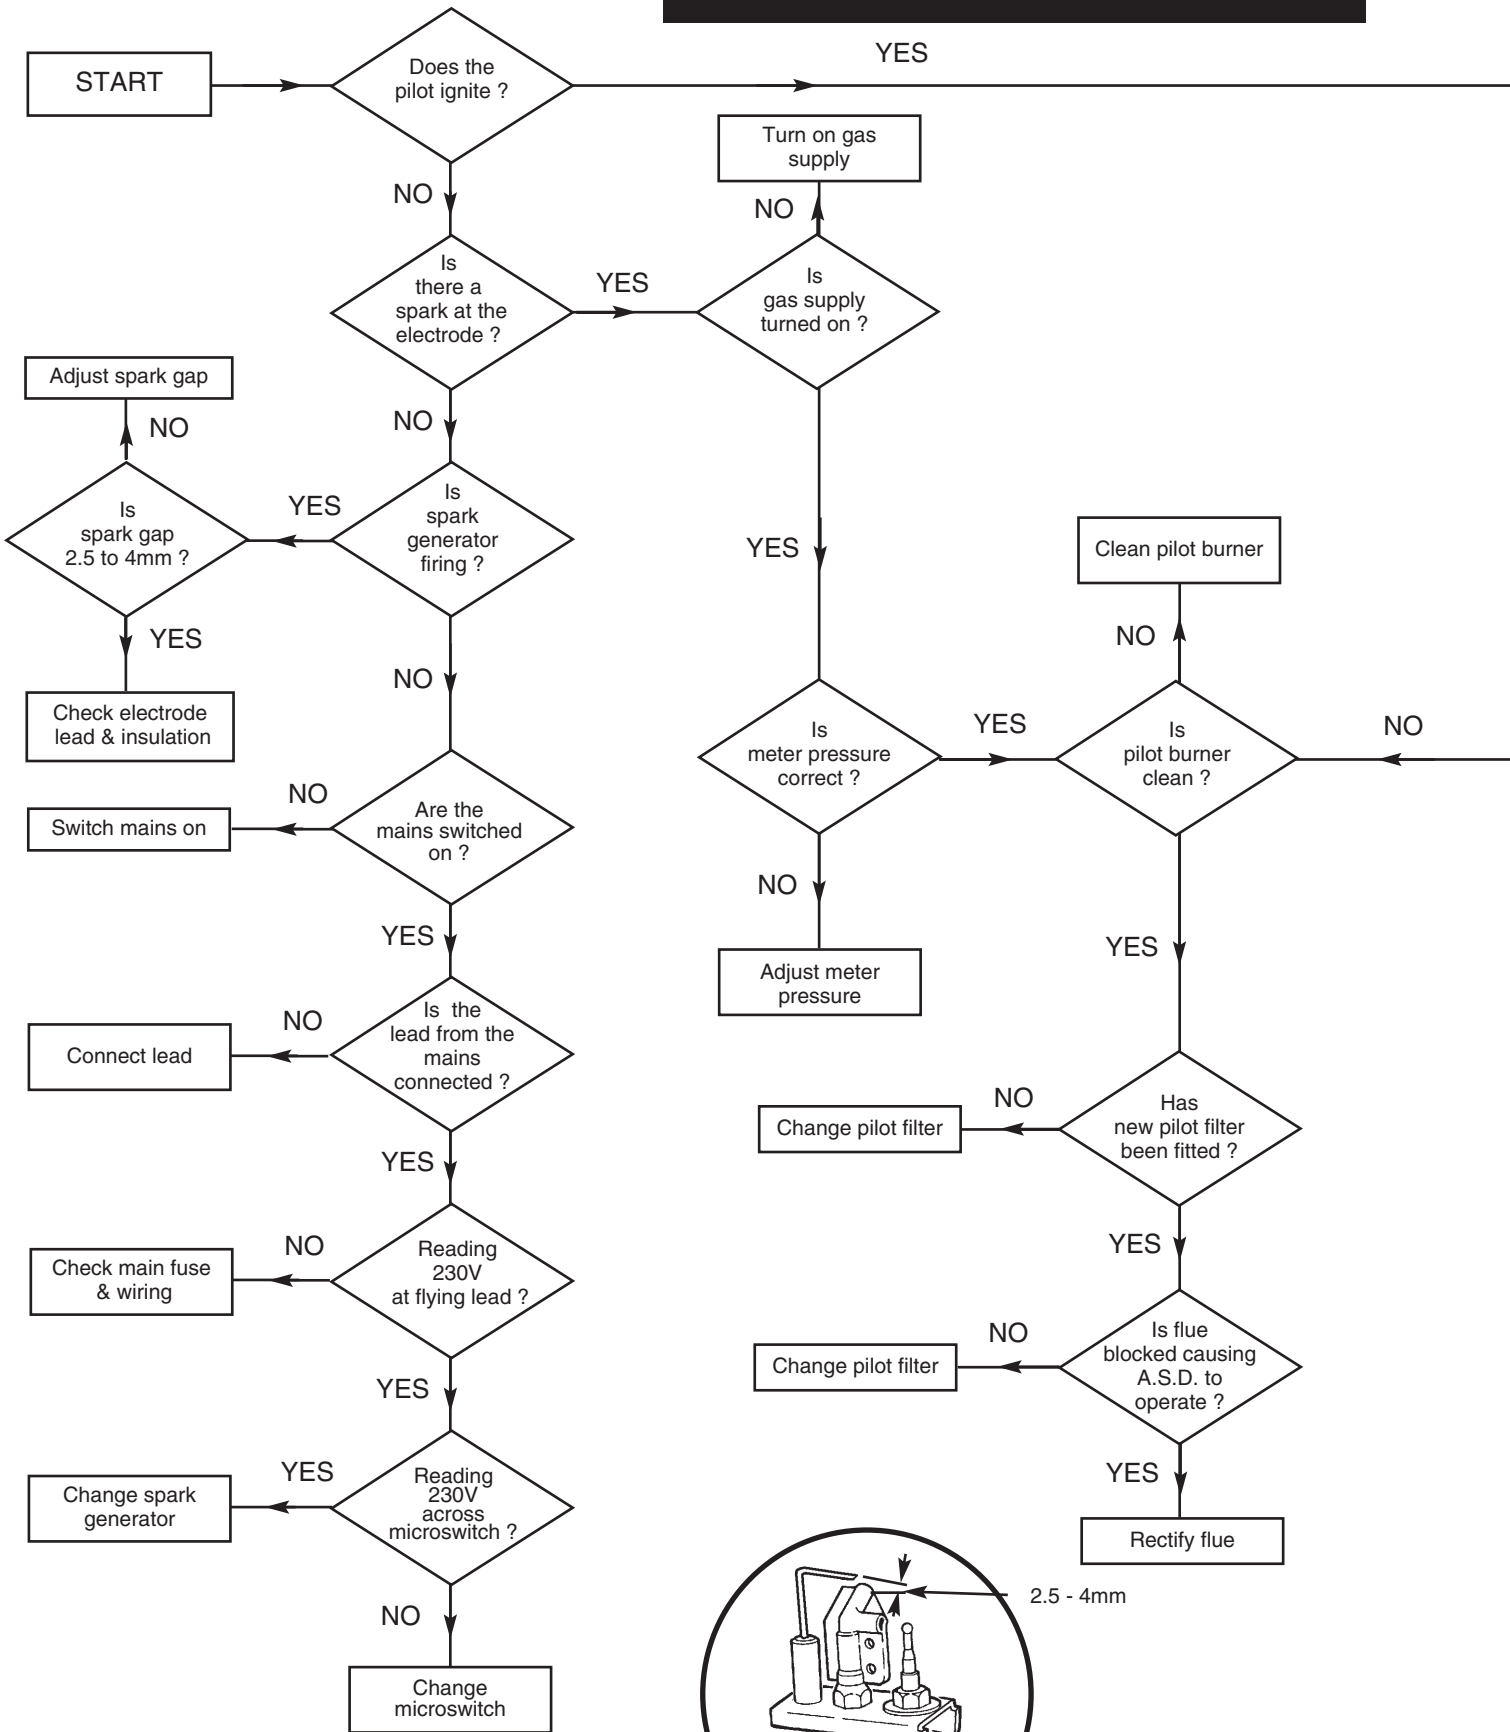 START
Does the
pilot ignite ?
YES
NO
Turn on gas
supply
NO
Is
there a
spark at the
electrode ?
YES
Is
gas supply
turned on ?
Adjust spark gap
NO
NO
Is
spark gap
2.5 to 4mm ?
YES
Is
spark
generator
firing ?
YES
Clean pilot burner
YES
NO
NO
Check electrode
lead & insulation
Is
meter pressure
correct ?
YES
Is
pilot burner
clean ?
NO
Switch mains on
NO
Are the
mains switched
on ?
NO
YES
YES
Adjust meter
pressure
Connect lead
NO
Is the
lead from the
mains
connected ?
Change pilot filter
NO
Has
new pilot filter
been fitted ?
YES
YES
Check main fuse
& wiring
NO
Reading
230V
at flying lead ?
Change pilot filter
NO
Is flue
blocked causing
A.S.D. to
operate ?
YES
YES
Change spark
generator
YES
Reading
230V
across
microswitch ?
Rectify flue
2.5 - 4mm
NO
Change
microswitch